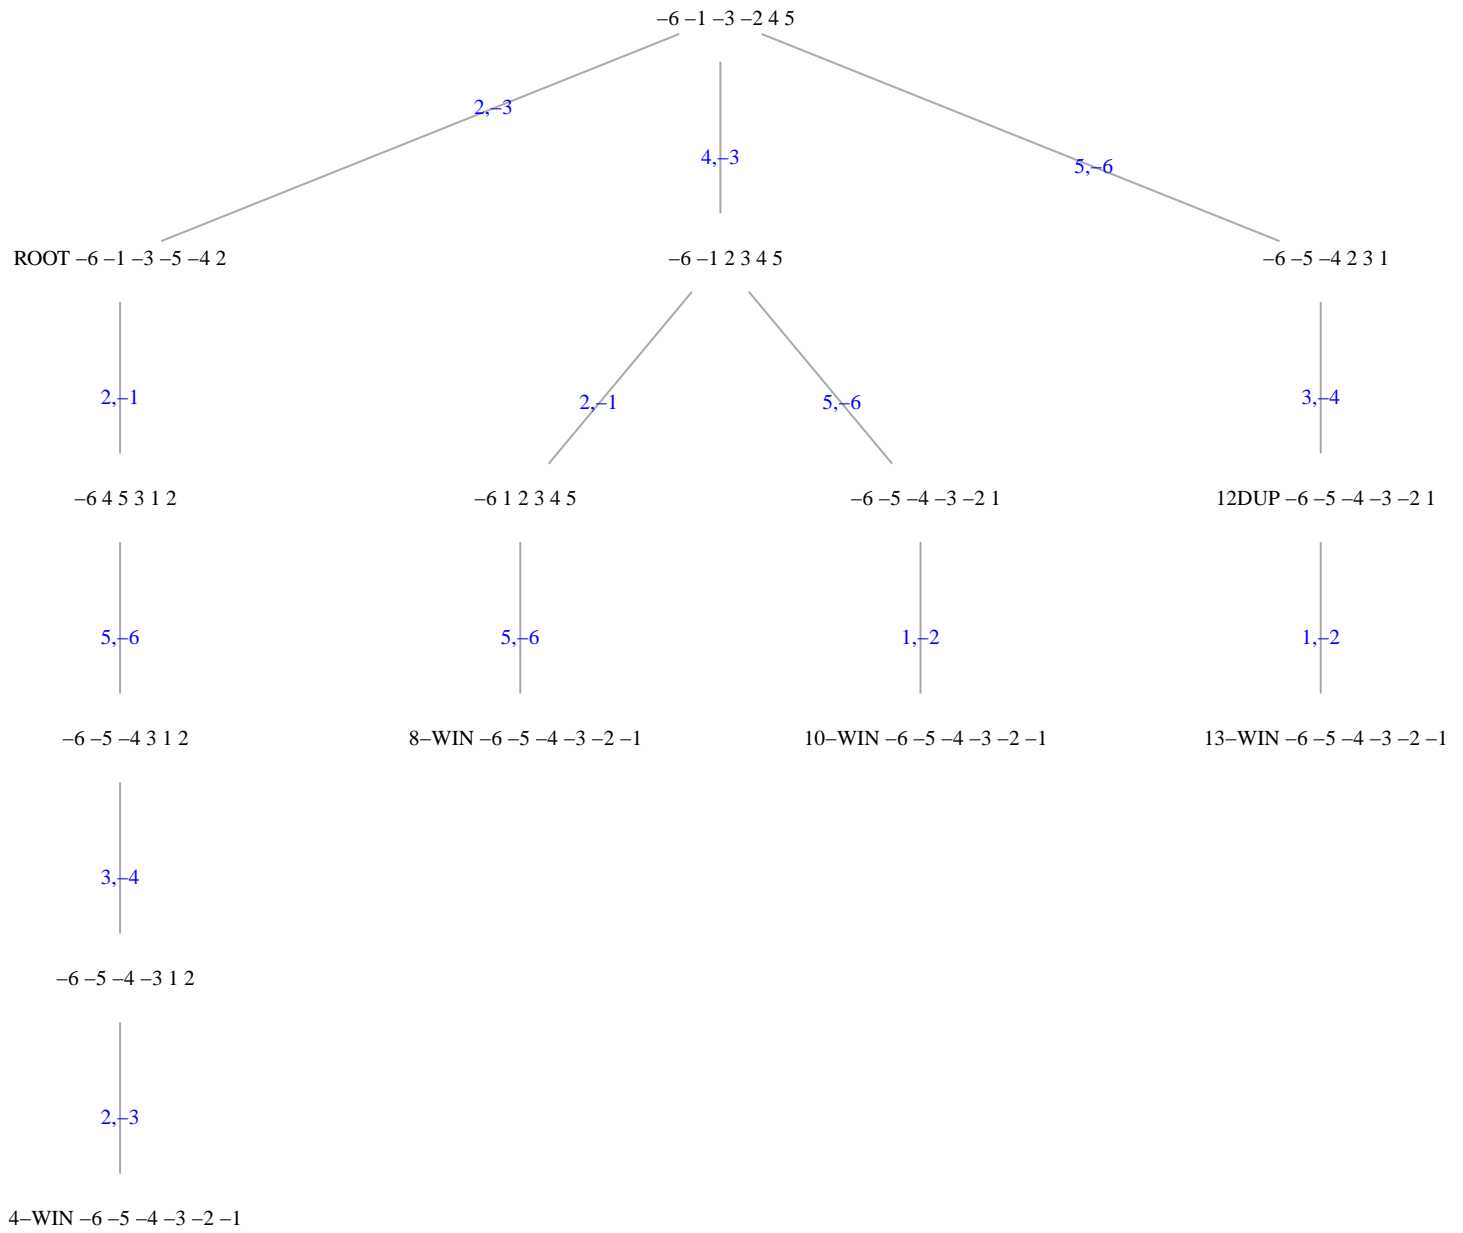 –6 –1 –3 –2 4 5
2,–3
4,–3
5,–6
ROOT –6 –1 –3 –5 –4 2
–6 –1 2 3 4 5
–6 –5 –4 2 3 1
2,–1
2,–1
5,–6
3,–4
–6 4 5 3 1 2
–6 1 2 3 4 5
–6 –5 –4 –3 –2 1
12DUP –6 –5 –4 –3 –2 1
5,–6
5,–6
1,–2
1,–2
–6 –5 –4 3 1 2
8–WIN –6 –5 –4 –3 –2 –1
10–WIN –6 –5 –4 –3 –2 –1
13–WIN –6 –5 –4 –3 –2 –1
3,–4
–6 –5 –4 –3 1 2
2,–3
4–WIN –6 –5 –4 –3 –2 –1